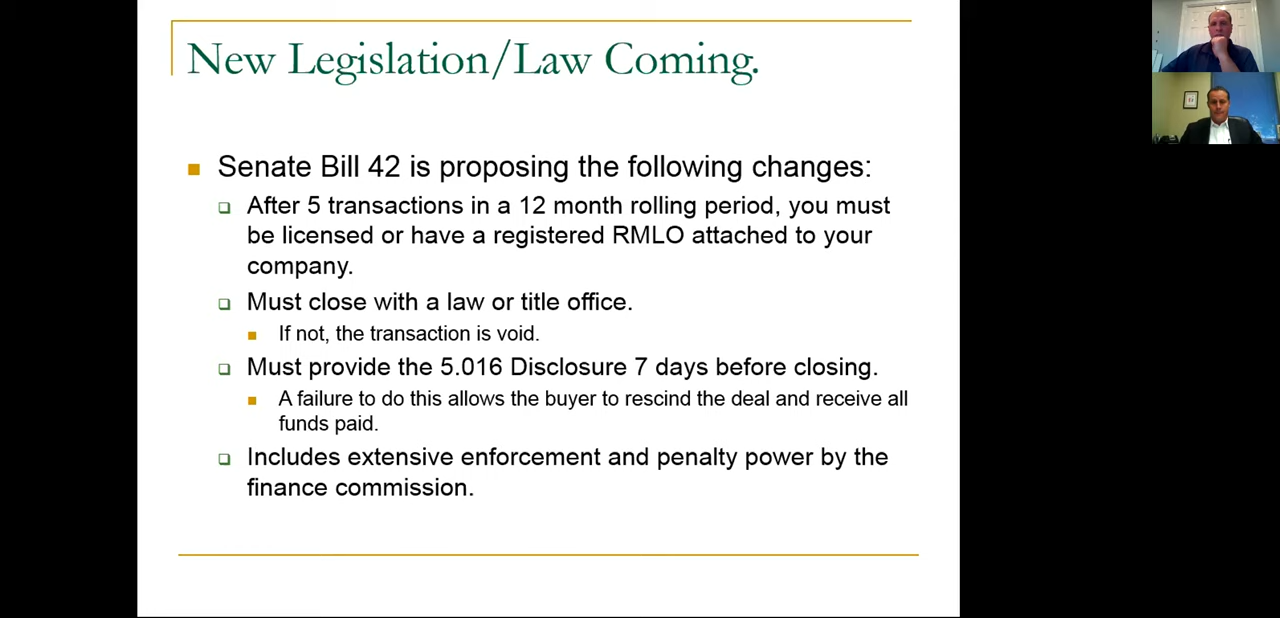 New Legislation/Law Coming.
Senate Bill 42 is proposing the following changes:
After 5 transactions in a 12 month rolling period, you must
be licensed or have a registered RMLO attached to your
company.
Must close with a law or title office.
If not, the transaction is void.
Must provide the 5.016 Disclosure 7 days before closing.
A failure to do this allows the buyer to rescind the deal and receive all
funds paid.
Includes extensive enforcement and penalty power by the
finance commission.